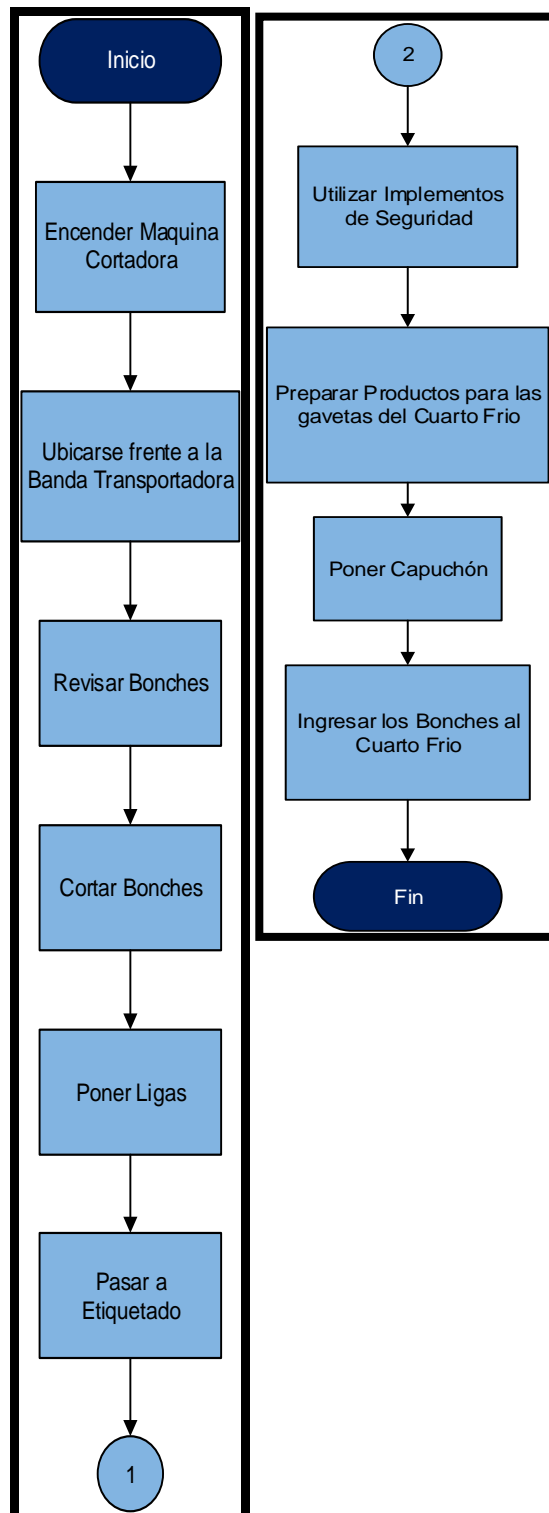 Inicio
Encender Maquina
Cortadora
Ubicarse frente a la
Banda Transportadora
Revisar Bonches
Cortar Bonches
Poner Ligas
Pasar a
Etiquetado
1
2
Utilizar Implementos
de Seguridad
Preparar Productos para las
gavetas del Cuarto Frio
Poner Capuchón
Ingresar los Bonches al
Cuarto Frio
Fin